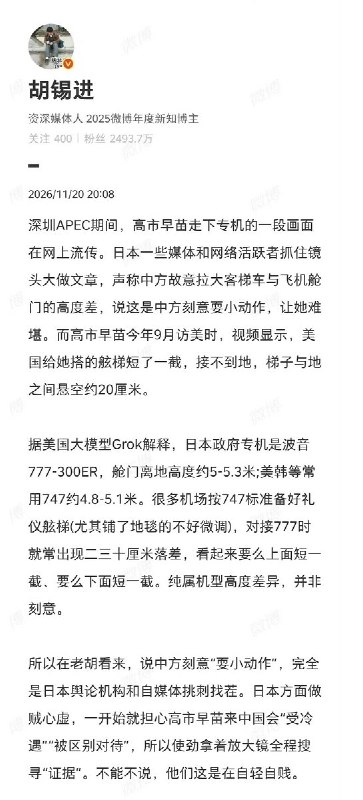 胡锡进
资深媒体人 2025微博年度新知博主
关注 400 | 粉丝 2493.7万
2026/11/20 20:08
深圳APEC期间，高市早苗走下专机的一段画面
在网上流传。日本一些媒体和网络活跃者抓住镜
头大做文章，声称中方故意拉大客梯车与飞机舱
门的高度差，说这是中方刻意耍小动作，让她难
堪。而高市早苗今年9月访美时，视频显示，美
国给她搭的舷梯短了一截，接不到地，梯子与地
之间悬空约20厘米。
据美国大模型Grok解释，日本政府专机是波音
777-300ER，舱门离地高度约5-5.3米;美韩等常
用747约4.8-5.1米。很多机场按747标准备好礼
仪舷梯(尤其铺了地毯的不好微调)，对接777时
就常出现二三十厘米落差，看起来要么上面短一
截、要么下面短一截。纯属机型高度差异，并非
刻意。
所以在老胡看来，说中方刻意“耍小动作”，完全
是日本舆论机构和自媒体挑刺找茬。日本方面做
贼心虚，一开始就担心高市早苗来中国会“受冷
遇”“被区别对待”，所以使劲拿着放大镜全程搜
寻“证据”。不能不说，他们这是在自轻自贱。